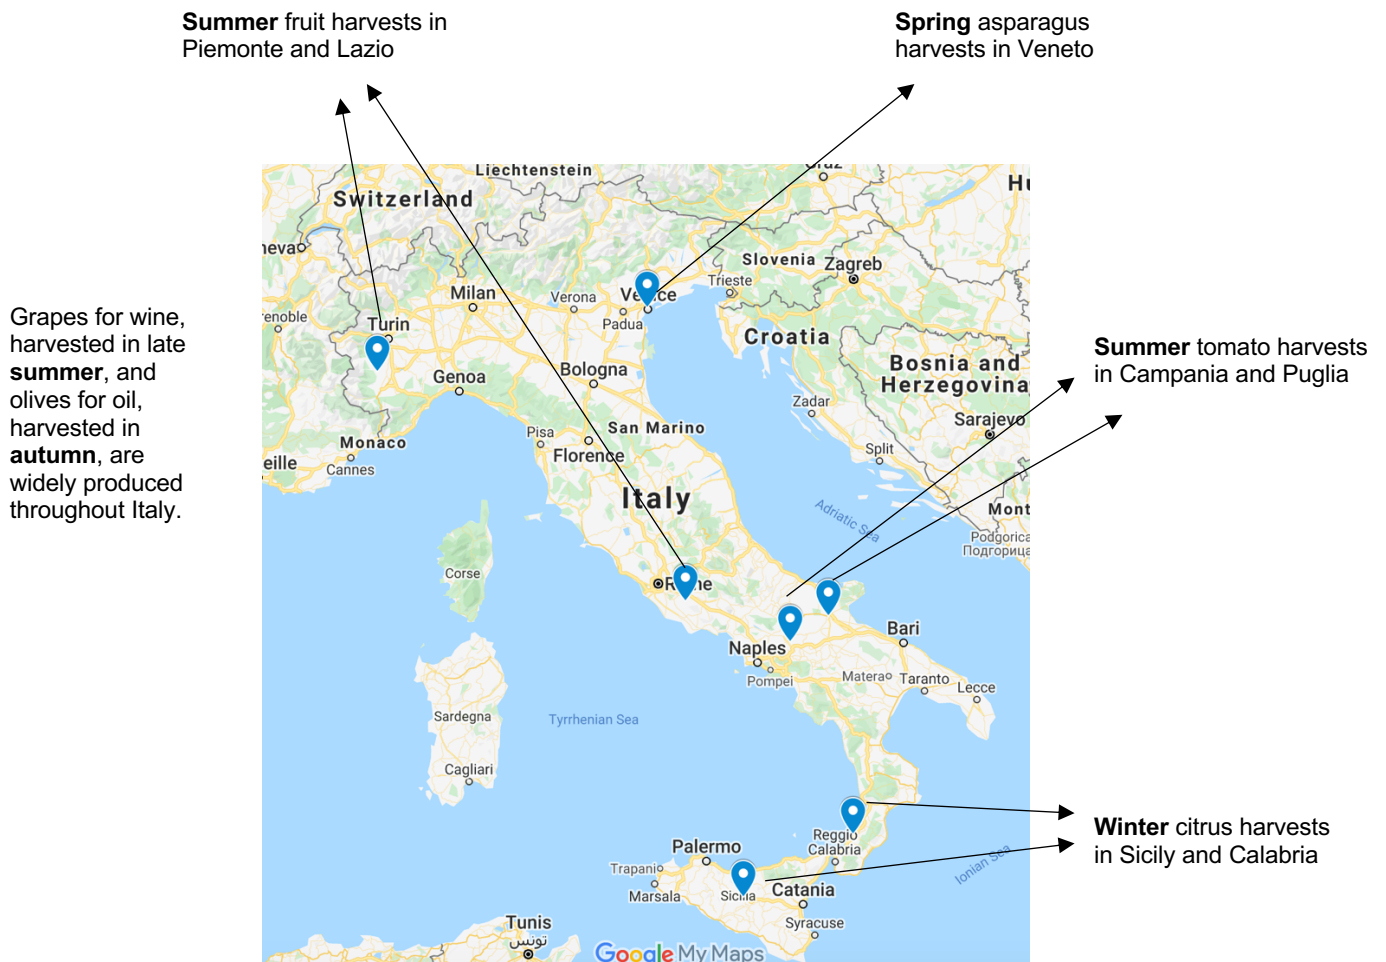 Summer fruit harvests in
Piemonte and Lazio
Spring asparagus
harvests in Veneto
Grapes for wine,
harvested in late
summer, and
olives for oil,
harvested in
autumn, are
widely produced
throughout Italy.
Summer tomato harvests
in Campania and Puglia
Winter citrus harvests
in Sicily and Calabria
Liechtenstein
Switzerland
Slovenia
Zagreb
Trieste
Milan
Verona
Padua
Turin
Croatia
Genoa
Bologna
Bosnia and
Herzegovina
Zadar
Sarajevo
San Marino
Pisa
Florence
Monaco
Cannes
Split
Italy
Mont
Adriatic Sea
Podgorica
Подгорица
Corse
Bari
Naples
Pompei
Matera
Taranto
Lecce
Sardegna
Tyrrhenian Sea
Cagliari
Reggio
Calabria
Palermo
Ionian Sea
Trapani
Marsala
Catania
Syracuse
Tunis
تونس
Google My Maps